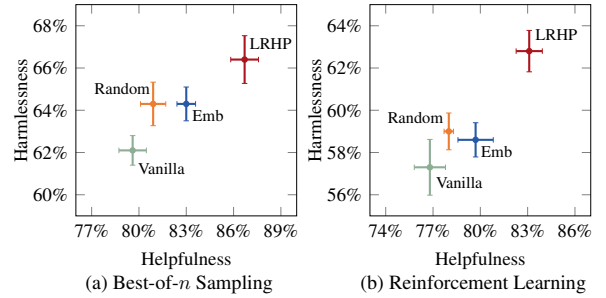 68%
66%
64%
62%
60%
Harmlessness
LRHP
Random
Emb
Vanilla
77% 80% 83% 86% 89%
Helpfulness
(a) Best-of-n Sampling
64%
62%
60%
58%
56%
Harmlessness
LRHP
Random
Emb
Vanilla
74% 77% 80% 83% 86%
Helpfulness
(b) Reinforcement Learning